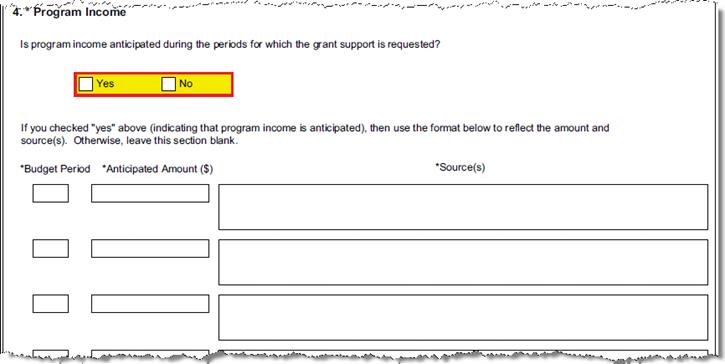 4. * Program Income
Is program income anticipated during the periods for which the grant support is requested?
Yes No
If you checked "yes" above (indicating that program income is anticipated), then use the format below to reflect the amount and
source(s). Otherwise, leave this section blank.
*Budget Period *Anticipated Amount ($) *Source(s)